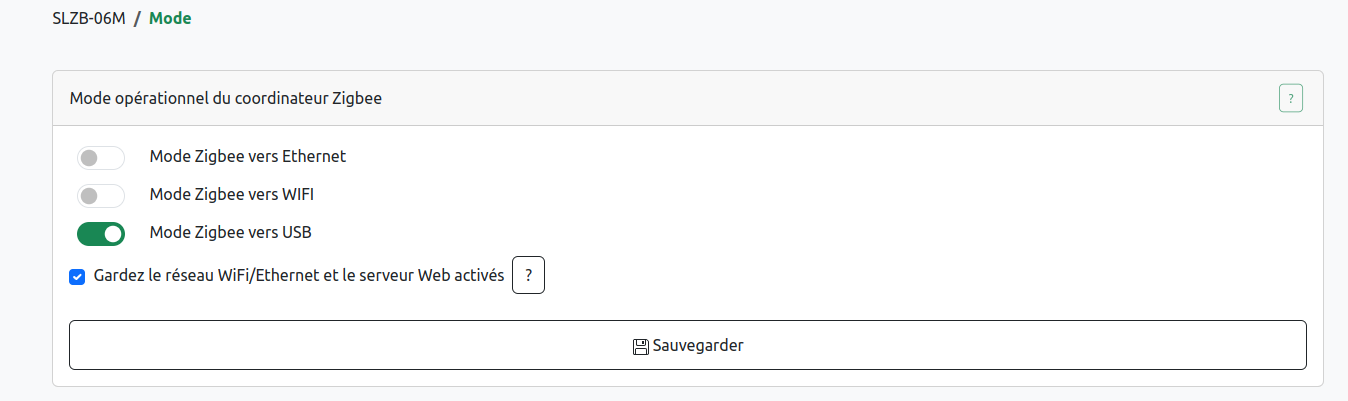 SLZB-06M / Mode
Mode opérationnel du coordinateur Zigbee ?
Mode Zigbee vers Ethernet
Mode Zigbee vers WIFI
Mode Zigbee vers USB
Gardez le réseau WiFi/Ethernet et le serveur Web activés ?
Sauvegarder